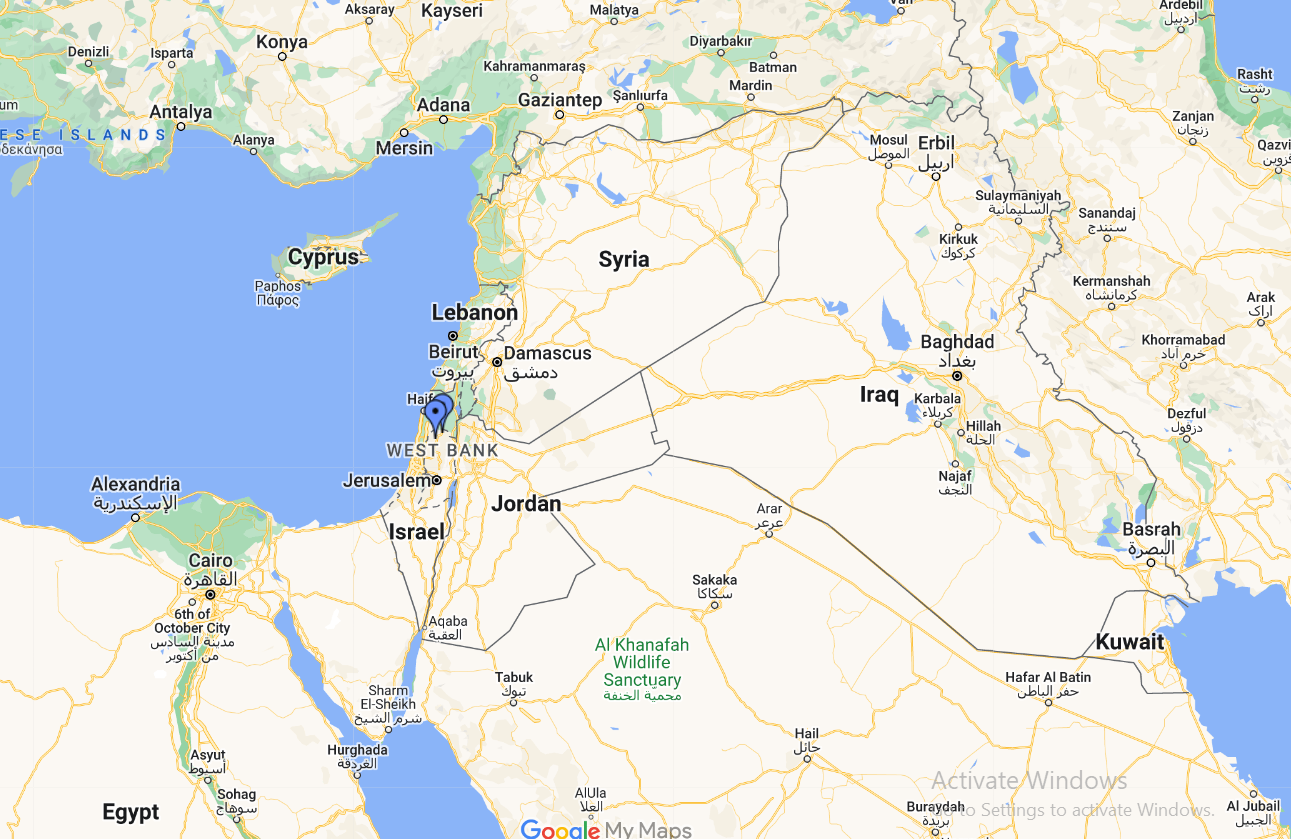 Aksaray
Kayseri
Malatya
Van
Ardebil
اردبیل
Denizli
Isparta
Konya
Diyarbakır
Kahramanmaraş
Batman
Rasht
رشت
um
Antalya
Adana
Gaziantep
Şanlıurfa
Mardin
Zanjan
زنجان
ESE ISLANDS
δεκάνησα
Alanya
Mersin
Mosul
الموصل
Erbil
أربيل
Qazvi
قزوین
Sulaymaniyah
السليمانية
Sanandaj
سنندج
Kirkuk
كركوك
Cyprus
Syria
Paphos
Πάφος
Kermanshah
کرمانشاه
Arak
اراک
Lebanon
Beirut
بيروت
Damascus
دمشق
Baghdad
بغداد
Khorramabad
خرم آباد
Haif
Iraq
Karbala
كربلاء
Hillah
الحلة
Dezful
دزفول
WEST BANK
Jerusalem
Najaf
النجف
Alexandria
الإسكندرية
Jordan
Arar
عرعر
Israel
Basrah
البصرة
Cairo
القاهرة
Sakaka
سكاكا
6th of
October City
مدينة السادس
من أكتوبر
Aqaba
العقبة
Al Khanafah
Wildlife
Sanctuary
محمية الخنفة
Kuwait
Tabuk
تبوك
Hafar Al Batin
حفر الباطن
Sharm
El-Sheikh
شرم الشيخ
Hurghada
الغردقة
Hail
حائل
Asyut
أسيوط
Activate Windows
Go to Settings to activate Windows.
Sohag
سوهاج
AlUla
العلا
Buraydah
بريدة
Al Jubail
الجبيل
Egypt
Google My Maps